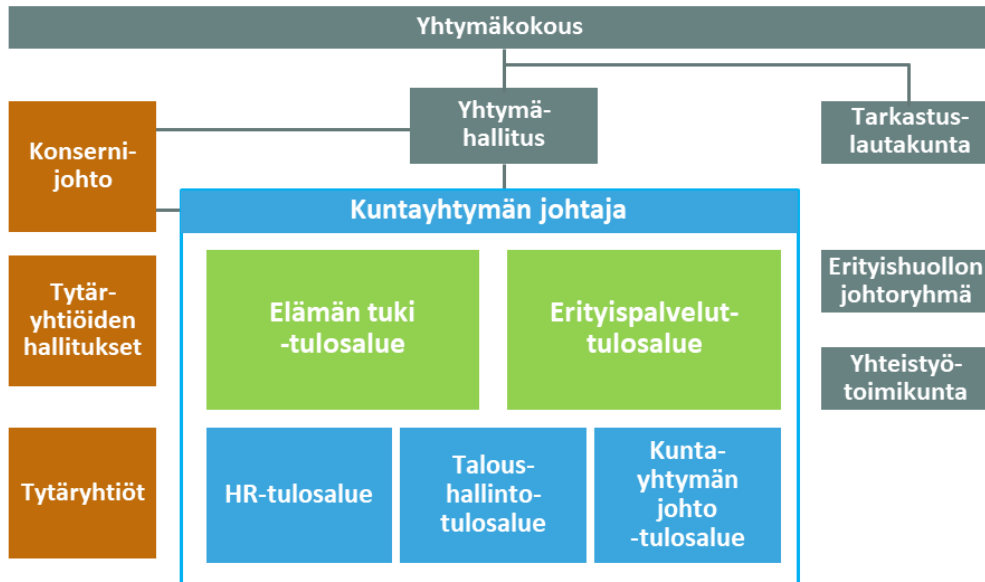 Yhtymäkokous
Yhtymä-
hallitus
Tarkastus-
lautakunta
Konserni-
johto
Kuntayhtymän johtaja
Tytär-
yhtiöiden
hallitukset
Elämän tuki
-tulosalue
Erityispalvelut-
tulosalue
Erityishuollon
johtoryhmä
Yhteistyö-
toimikunta
Tytäryhtiöt
HR-tulosalue
Talous-
hallinto-
tulosalue
Kunta-
yhtymän
johto
-tulosalue